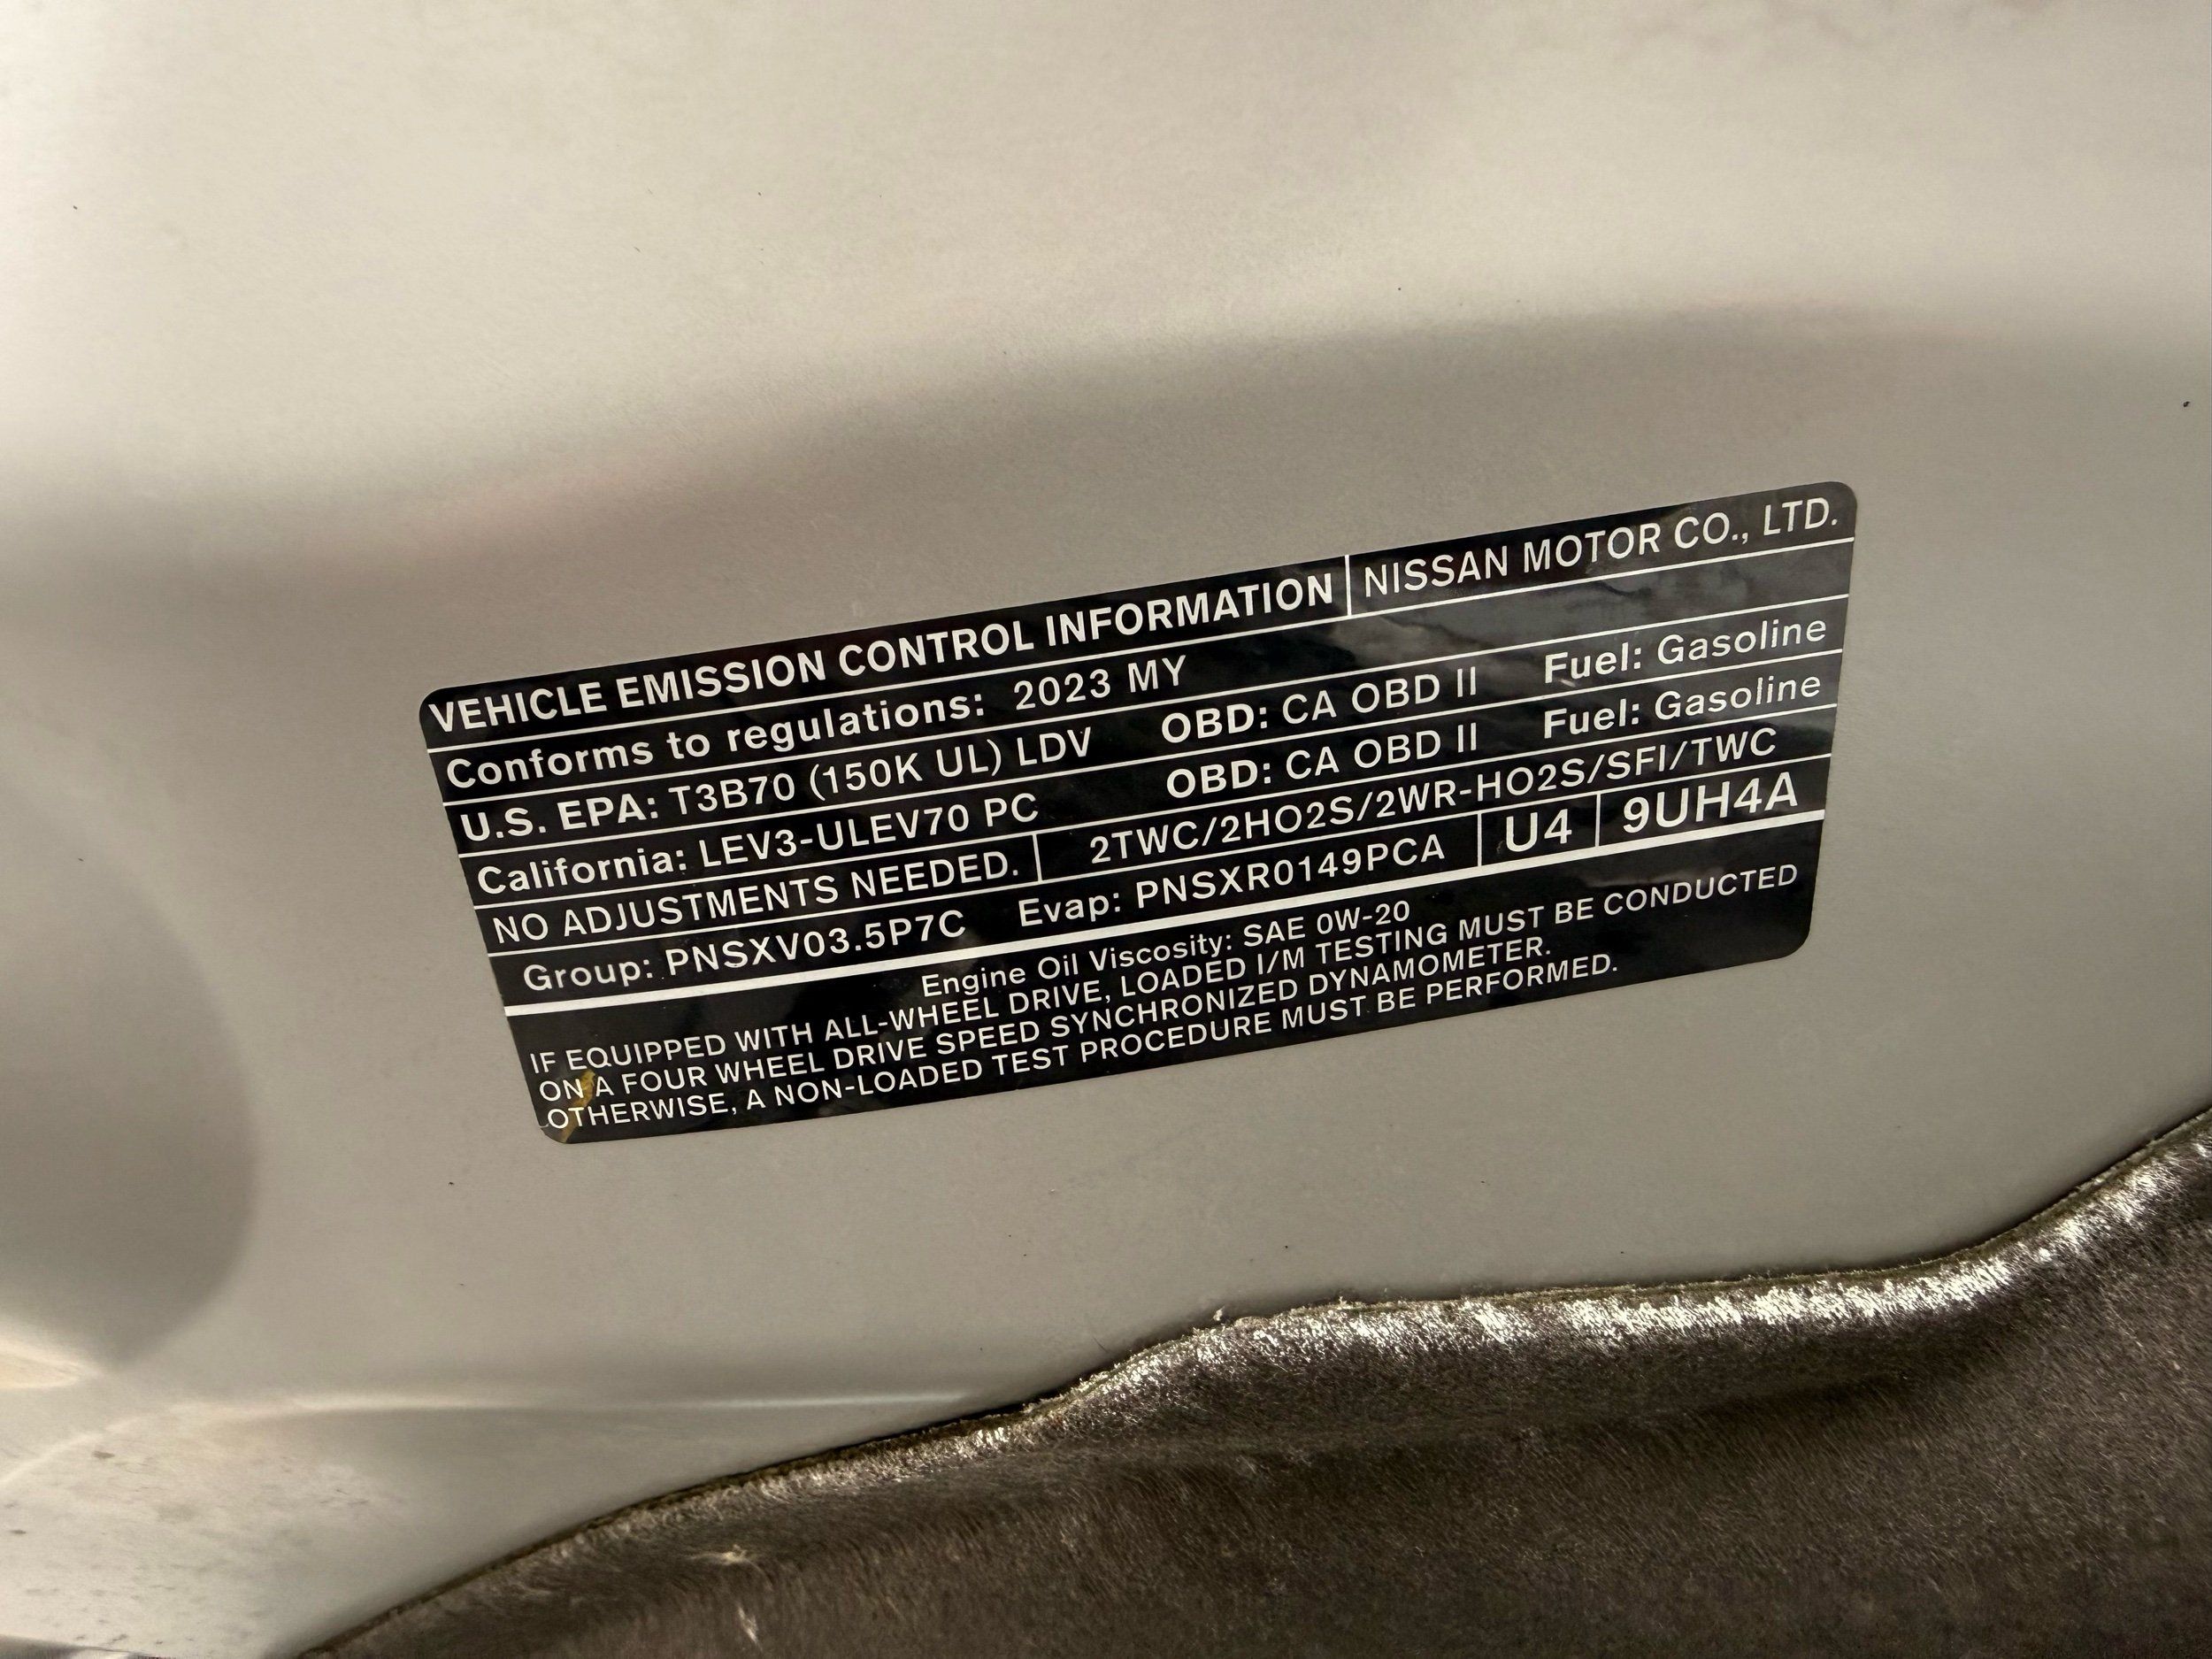 VEHICLE EMISSION CONTROL INFORMATION NISSAN MOTOR CO., LTD.
Conforms to regulations: 2023 MY
U.S. EPA: T3B70 (150K UL) LDV OBD: CA OBD II Fuel: Gasoline
California: LEV3-ULEV70 PC OBD: CA OBD II Fuel: Gasoline
NO ADJUSTMENTS NEEDED. 2TWC/2HO2S/2WR-HO2S/SFI/TWC
Group: PNSXV03.5P7C Evap: PNSXR0149PCA U4 9UH4A
Engine Oil Viscosity: SAE 0W-20
IF EQUIPPED WITH ALL-WHEEL DRIVE, LOADED I/M TESTING MUST BE CONDUCTED
ON A FOUR WHEEL DRIVE SPEED SYNCHRONIZED DYNAMOMETER.
OTHERWISE, A NON-LOADED TEST PROCEDURE MUST BE PERFORMED.